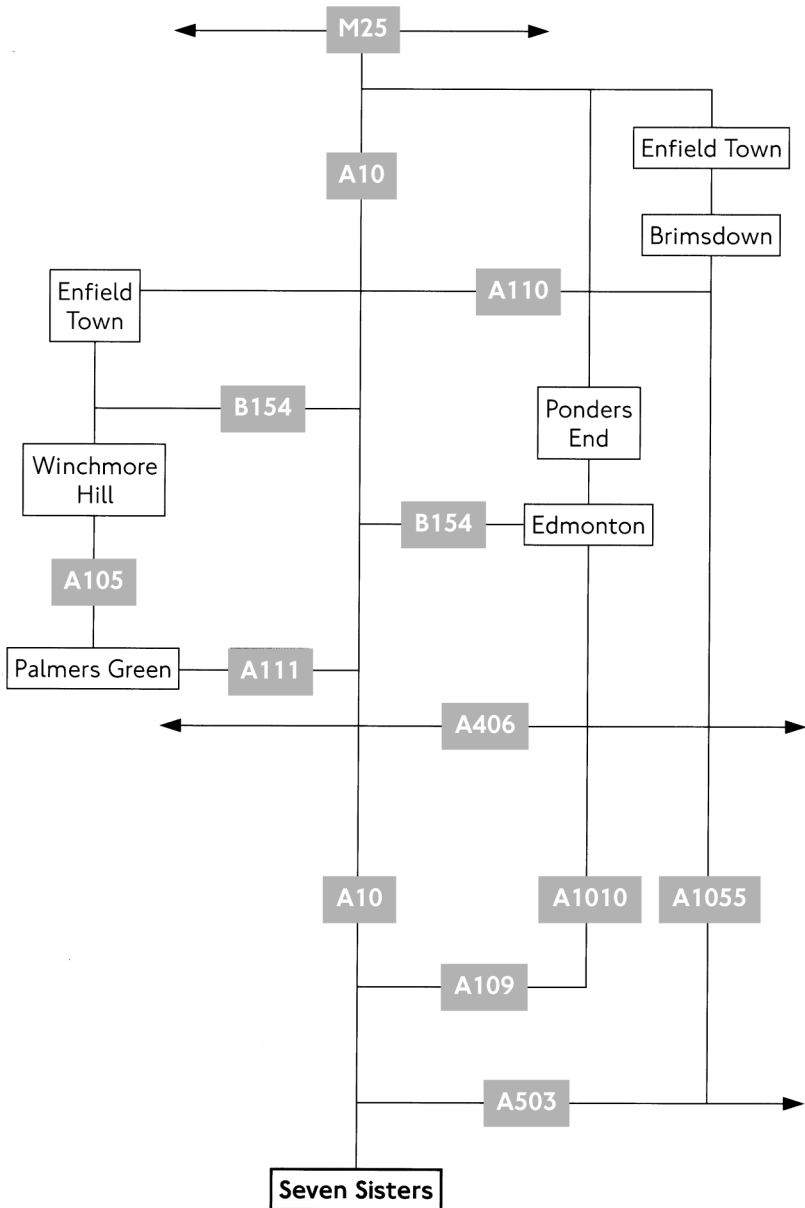 M25
Enfield Town
A10
Brimsdown
Enfield
Town
A110
B154
Ponders
End
Winchmore
Hill
B154
Edmonton
A105
Palmers Green
A111
A406
A10
A1010
A1055
A109
A503
Seven Sisters